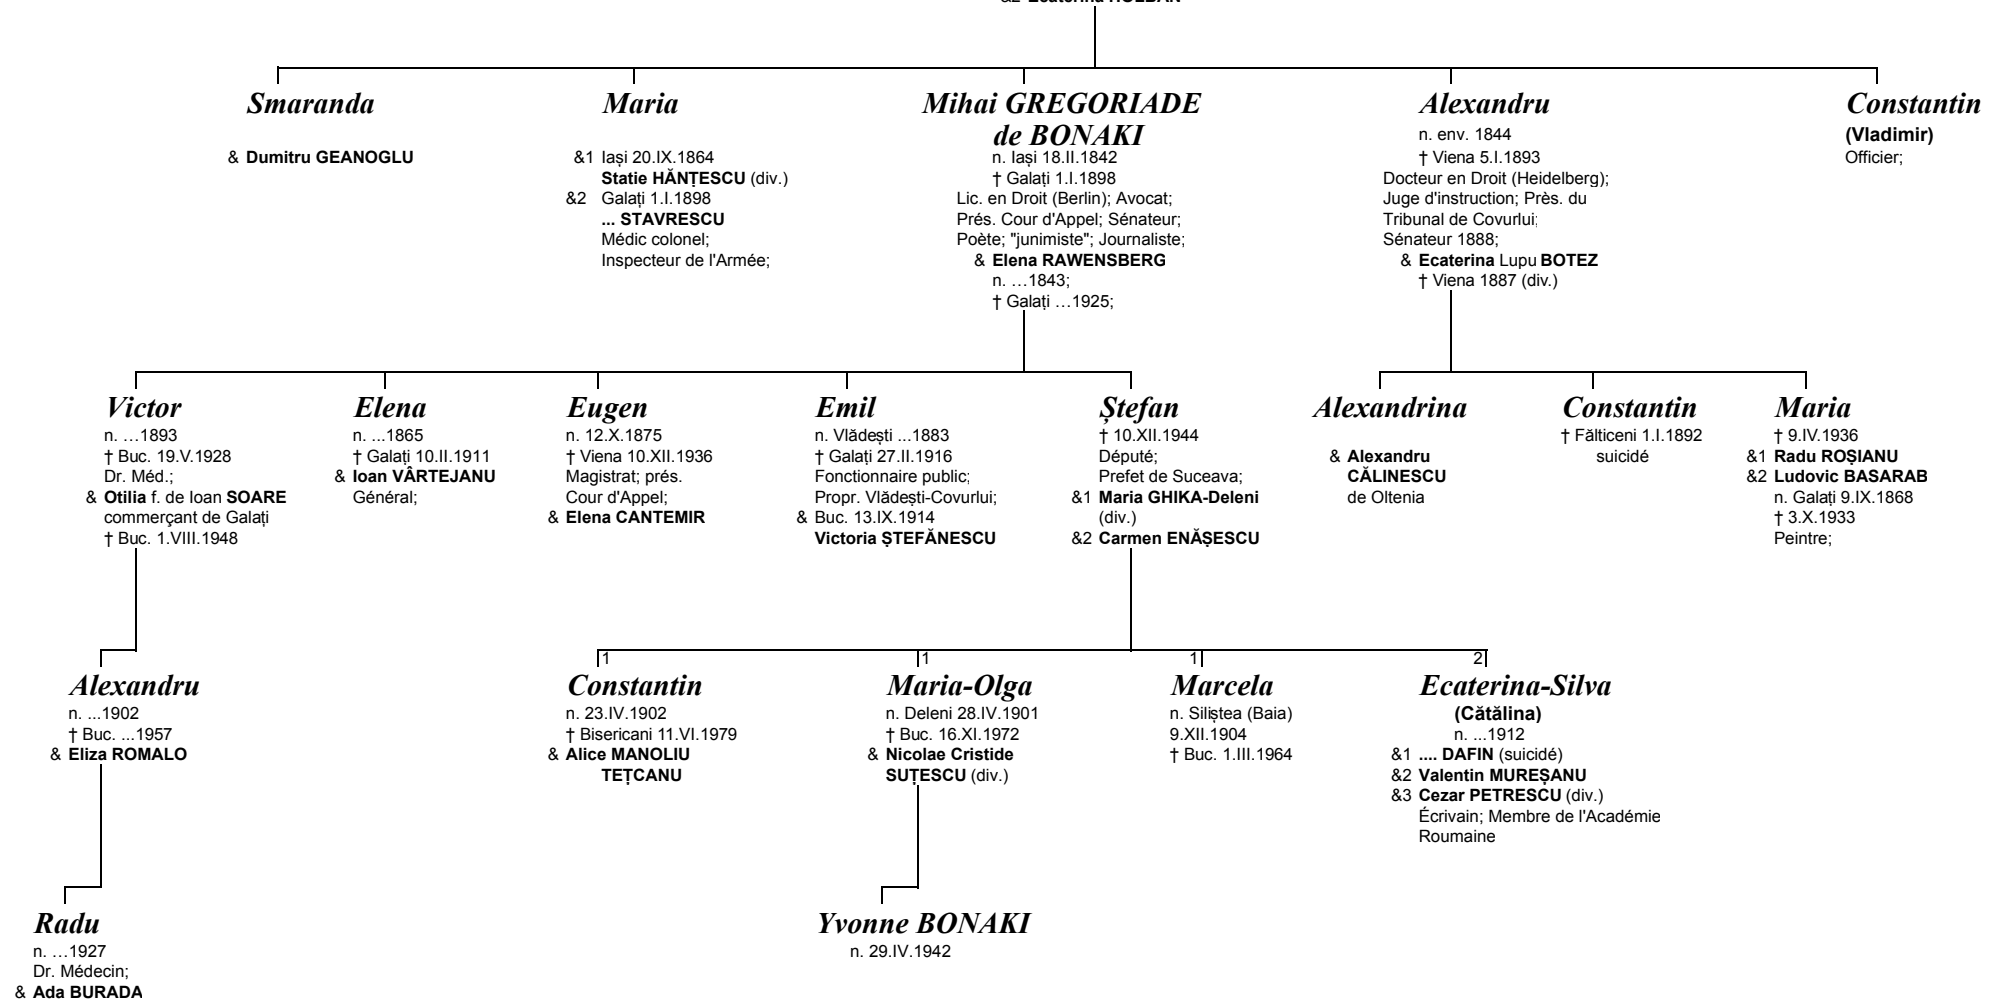 &2 Ecaterina HOLBAN
Smaranda
& Dumitru GEANOGLU
Maria
&1 Iași 20.IX.1864
Statie HĂNȚESCU (div.)
&2 Galați 1.I.1898
... STAVRESCU
Médic colonel;
Inspecteur de l'Armée;
Mihai GREGORIADE
de BONAKI
n. Iași 18.II.1842
† Galați 1.I.1898
Lic. en Droit (Berlin); Avocat;
Prés. Cour d'Appel; Sénateur;
Poète; "junimiste"; Journaliste;
& Elena RAWENSBERG
n. …1843;
† Galați …1925;
Alexandru
n. env. 1844
† Viena 5.I.1893
Docteur en Droit (Heidelberg);
Juge d'instruction; Près. du
Tribunal de Covurlui;
Sénateur 1888;
& Ecaterina Lupu BOTEZ
† Viena 1887 (div.)
Constantin
(Vladimir)
Officier;
Victor
n. …1893
† Buc. 19.V.1928
Dr. Méd.;
& Otilia f. de Ioan SOARE
commerçant de Galați
† Buc. 1.VIII.1948
Elena
n. ...1865
† Galați 10.II.1911
& Ioan VÂRTEJANU
Général;
Eugen
n. 12.X.1875
† Viena 10.XII.1936
Magistrat; prés.
Cour d'Appel;
& Elena CANTEMIR
Emil
n. Vlădești ...1883
† Galați 27.II.1916
Fonctionnaire public;
Propr. Vlădești-Covurlui;
& Buc. 13.IX.1914
Victoria ȘTEFĂNESCU
Ștefan
† 10.XII.1944
Députe;
Prefet de Suceava;
&1 Maria GHIKA-Deleni
(div.)
&2 Carmen ENĂȘESCU
Alexandrina
& Alexandru
CĂLINESCU
de Oltenia
Constantin
† Fălticeni 1.I.1892
suicidé
Maria
† 9.IV.1936
&1 Radu ROȘIANU
&2 Ludovic BASARAB
n. Galați 9.IX.1868
† 3.X.1933
Peintre;
Alexandru
n. ...1902
† Buc. ...1957
& Eliza ROMALO
1
Constantin
n. 23.IV.1902
† Bisericani 11.VI.1979
& Alice MANOLIU
TEȚCANU
1
Maria-Olga
n. Deleni 28.IV.1901
† Buc. 16.XI.1972
& Nicolae Cristide
SUȚESCU (div.)
1
Marcela
n. Siliștea (Baia)
9.XII.1904
† Buc. 1.III.1964
2
Ecaterina-Silva
(Cătălina)
n. ...1912
&1 .... DAFIN (suicidé)
&2 Valentin MUREȘANU
&3 Cezar PETRESCU (div.)
Écrivain; Membre de l'Académie
Roumaine
Radu
n. …1927
Dr. Médecin;
& Ada BURADA
Yvonne BONAKI
n. 29.IV.1942